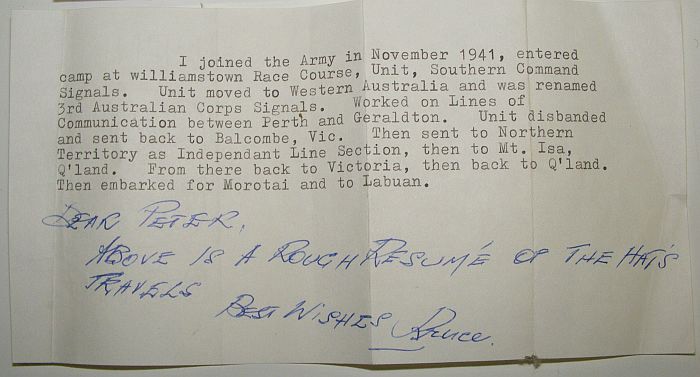 I joined the Army in November 1941, entered
camp at williamstown Race Course, Unit, Southern Command
Signals. Unit moved to Western Australia and was renamed
3rd Australian Corps Signals. Worked on Lines of
Communication between Perth and Geraldton. Unit disbanded
and sent back to Balcombe, Vic. Then sent to Northern
Territory as Independant Line Section, then to Mt. Isa,
Q'land. From there back to Victoria, then back to Q'land.
Then embarked for Morotai and to Labuan.
DEAR PETER,
ABOVE IS A ROUGH RESUMÉ OF THE HAT'S
TRAVELS
BEST WISHES Bruce.